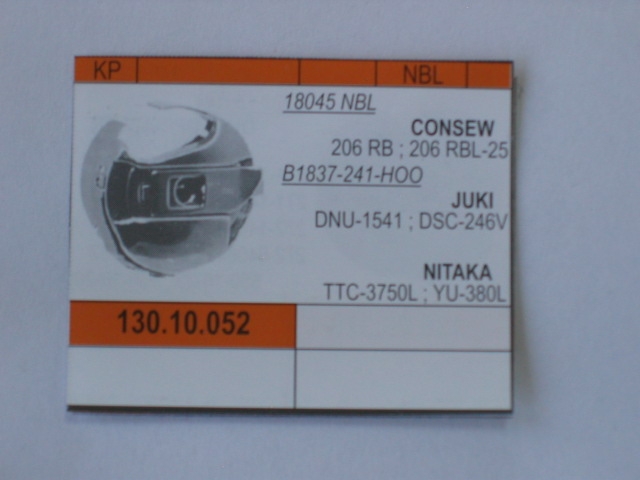 KP NBL
18045 NBL
CONSEW
206 RB ; 206 RBL-25
B1837-241-HOO
JUKI
DNU-1541 ; DSC-246V
NITAKA
TTC-3750L ; YU-380L
130.10.052